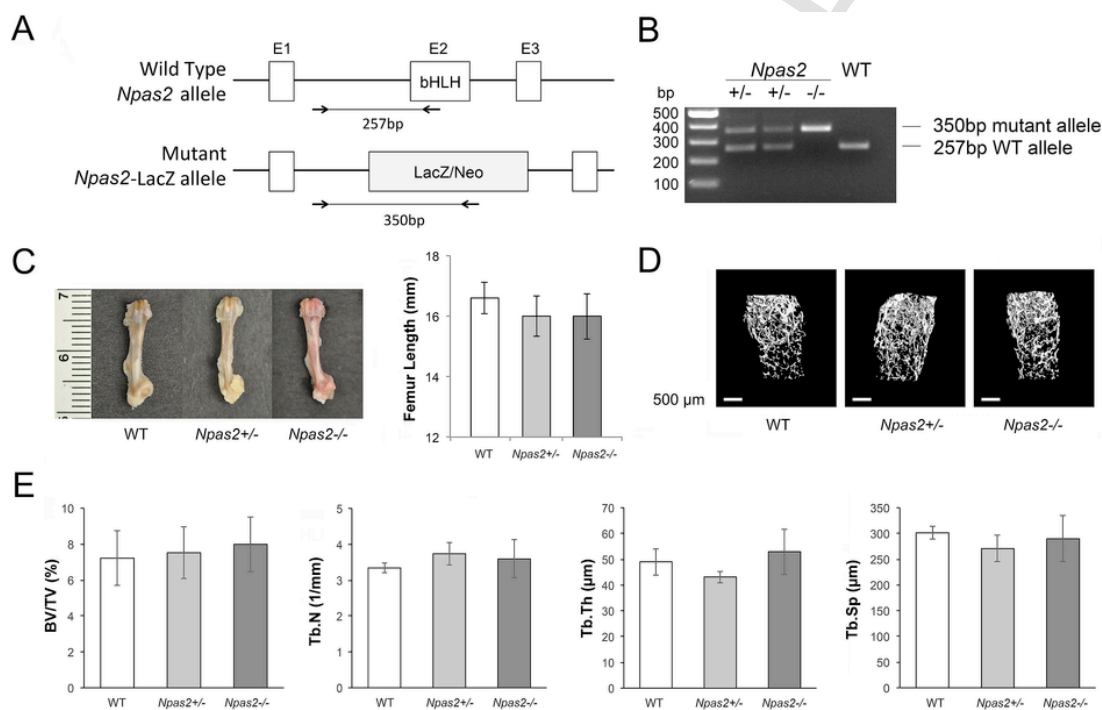 A
E1
E2
E3
Wild Type
Npas2 allele
bHLH
257bp
Mutant
Npas2-LacZ allele
LacZ/Neo
350bp
B
Npas2
WT
bp
+/-
+/-
-/-
500
400
300
200
100
350bp mutant allele
257bp WT allele
C
7
6
WT
Npas2+/-
Npas2-/-
Femur Length (mm)
18
16
14
12
WT
Npas2+/-
Npas2-/-
D
500 μm
WT
Npas2+/-
Npas2-/-
E
BV/TV (%)
10
8
6
4
2
0
WT
Npas2+/-
Npas2-/-
Tb.N (1/mm)
5
4
3
2
1
0
WT
Npas2+/-
Npas2-/-
Tb.Th (μm)
70
60
50
40
30
20
10
0
WT
Npas2+/-
Npas2-/-
Tb.Sp (μm)
350
300
250
200
150
100
50
0
WT
Npas2+/-
Npas2-/-